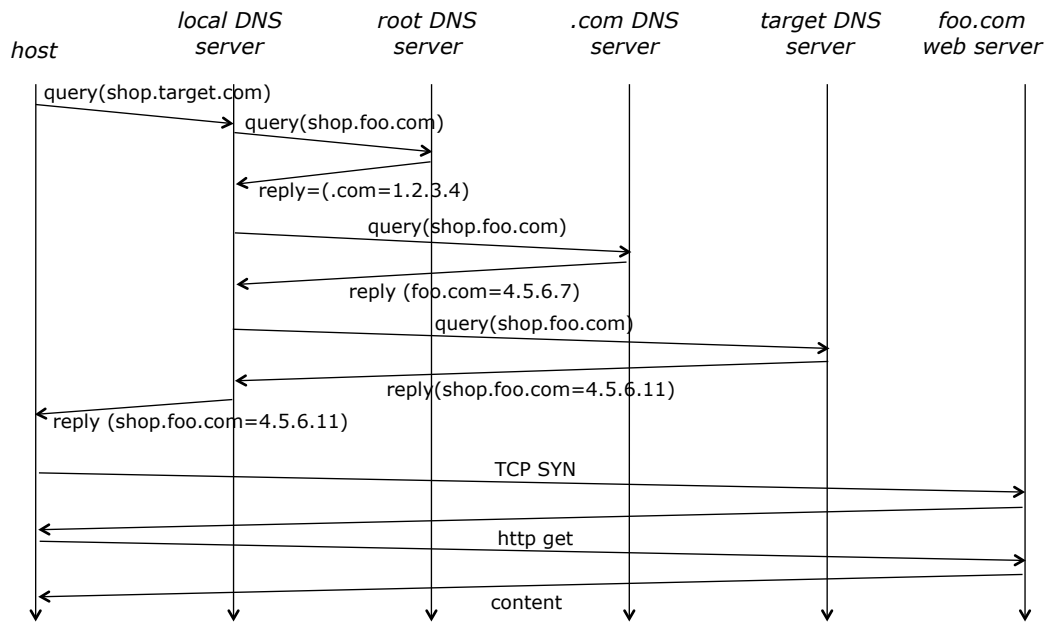 host
local DNS
server
root DNS
server
.com DNS
server
target DNS
server
foo.com
web server
query(shop.target.com)
query(shop.foo.com)
reply=(.com=1.2.3.4)
query(shop.foo.com)
reply (foo.com=4.5.6.7)
query(shop.foo.com)
reply(shop.foo.com=4.5.6.11)
reply (shop.foo.com=4.5.6.11)
TCP SYN
http get
content